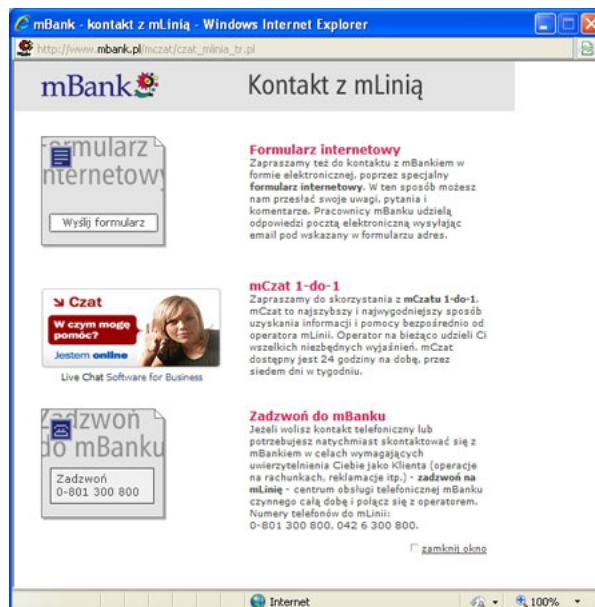 mBank - kontakt z mLinią - Windows Internet Explorer
http://www.mbank.pl/mczat/czat_mlinia_tr.pl
mBank
Kontakt z mLinią
Formularz
internetowy
Wyślij formularz
Formularz internetowy
Zapraszamy też do kontaktu z mBankiem w
formie elektronicznej, poprzez specjalny
formularz internetowy. W ten sposób możesz
nam przesłać swoje uwagi, pytania i
komentarze. Pracownicy mBanku udzielą
odpowiedzi pocztą elektroniczną wysyłając
email pod wskazany w formularzu adres.
Czat
W czym mogę
pomóc?
Jestem online
Live Chat Software for Business
mCzat 1-do-1
Zapraszamy do skorzystania z mCzatu 1-do-1.
mCzat to najszybszy i najwygodniejszy sposób
uzyskania informacji i pomocy bezpośrednio od
operatora mLinii. Operator na bieżąco udzieli Ci
wszelkich niezbędnych wyjaśnień. mCzat
dostępny jest 24 godziny na dobę, przez
siedem dni w tygodniu.
Zadzwoń
do mBanku
Zadzwoń
0-801 300 800
Zadzwoń do mBanku
Jeżeli wolisz kontakt telefoniczny lub
potrzebujesz natychmiast skontaktować się z
mBankiem w celach wymagających
uwierzytelnienia Ciebie jako Klienta (operacje
na rachunkach, reklamacje itp.) - zadzwoń na
mLinię - centrum obsługi telefonicznej mBanku
czynnego całą dobę i połącz się z operatorem.
Numery telefonów do mLinii:
0-801 300 800, 042 6 300 800.
zamknij okno
Internet
100%